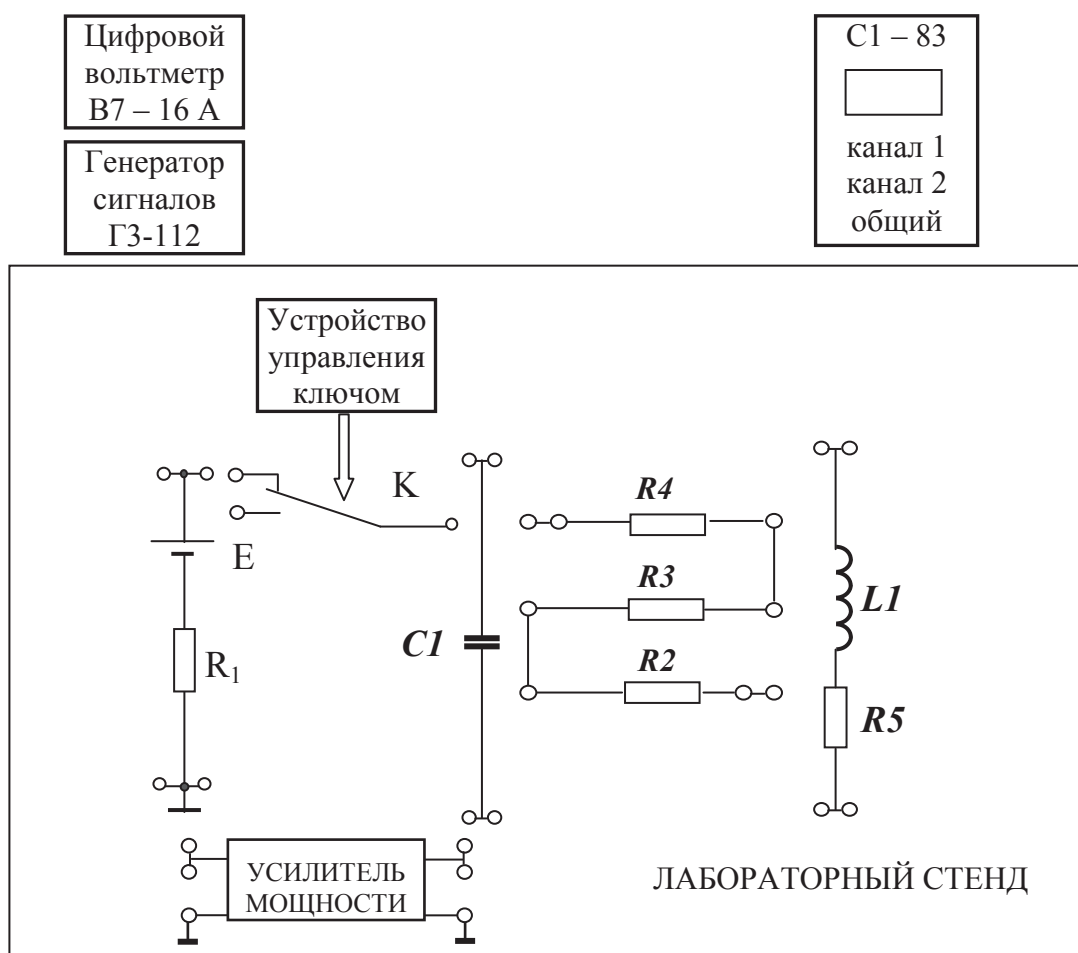 Цифровой
вольтметр
В7 – 16 А
Генератор
сигналов
Г3-112
С1 – 83
канал 1
канал 2
общий
Устройство
управления
ключом
К
E
R₁
C1
R4
R3
R2
L1
R5
УСИЛИТЕЛЬ
МОЩНОСТИ
ЛАБОРАТОРНЫЙ СТЕНД